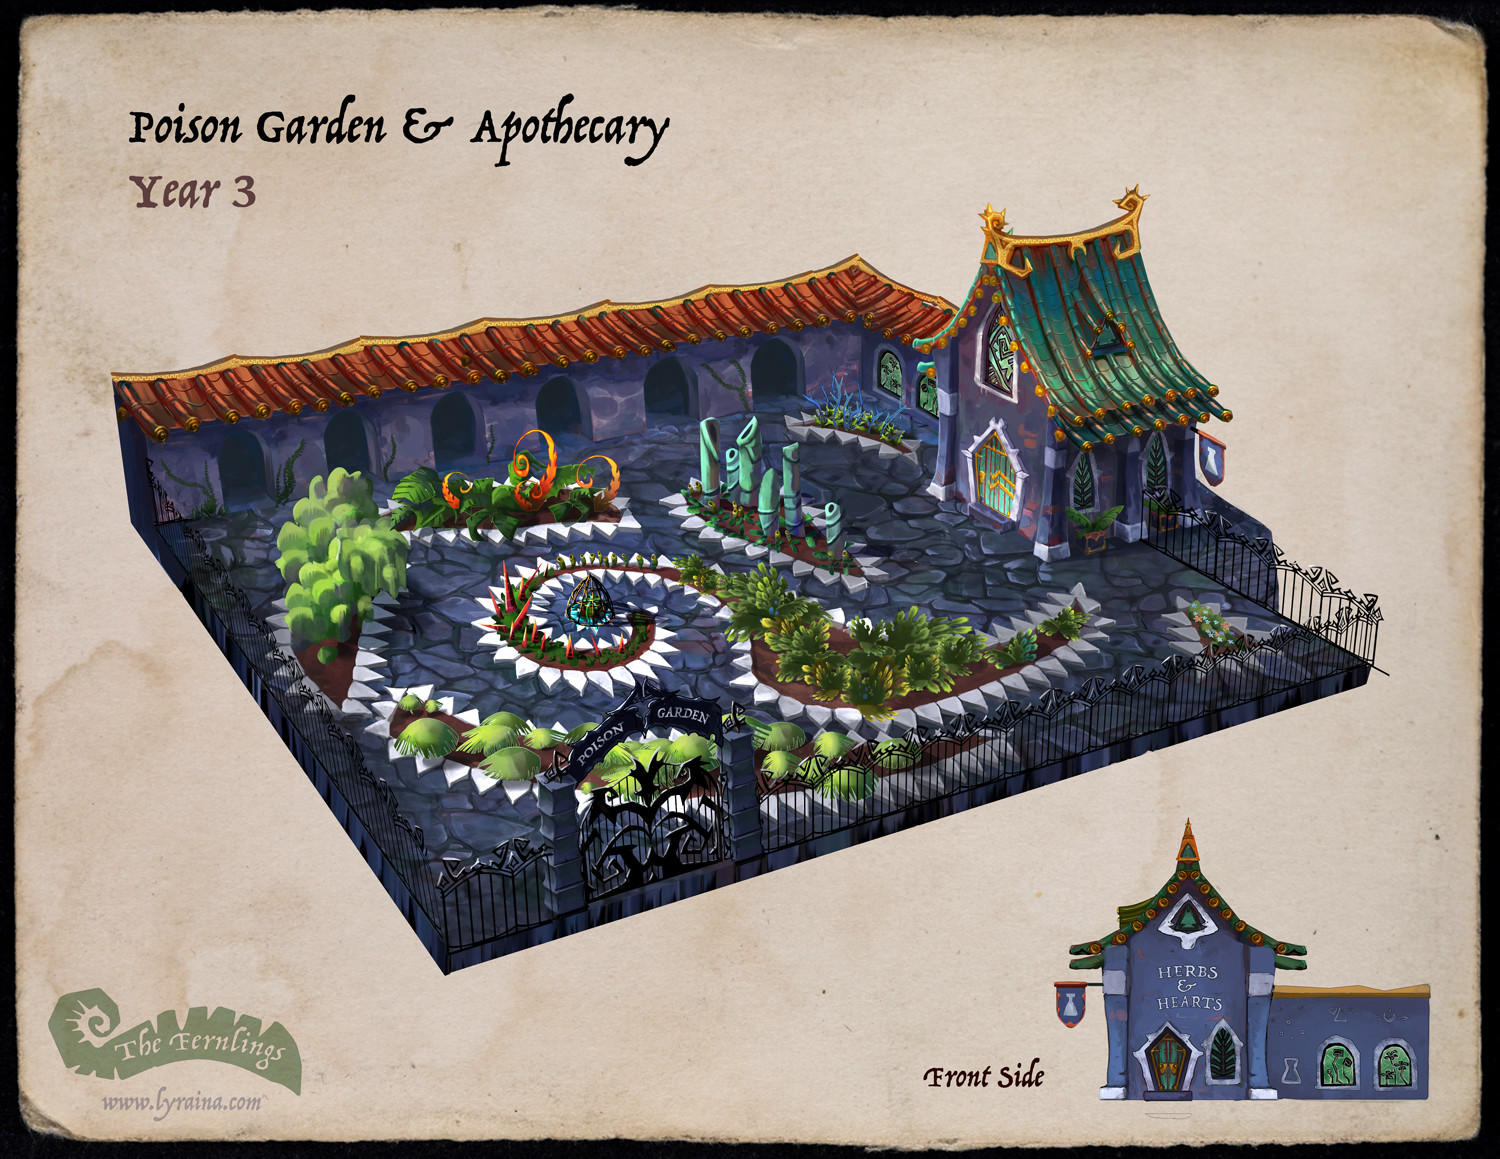 Poison Garden & Apothecary
Year 3
POISON GARDEN
HERBS
&
HEARTS
Front Side
The Fernlings
www.lyraina.com